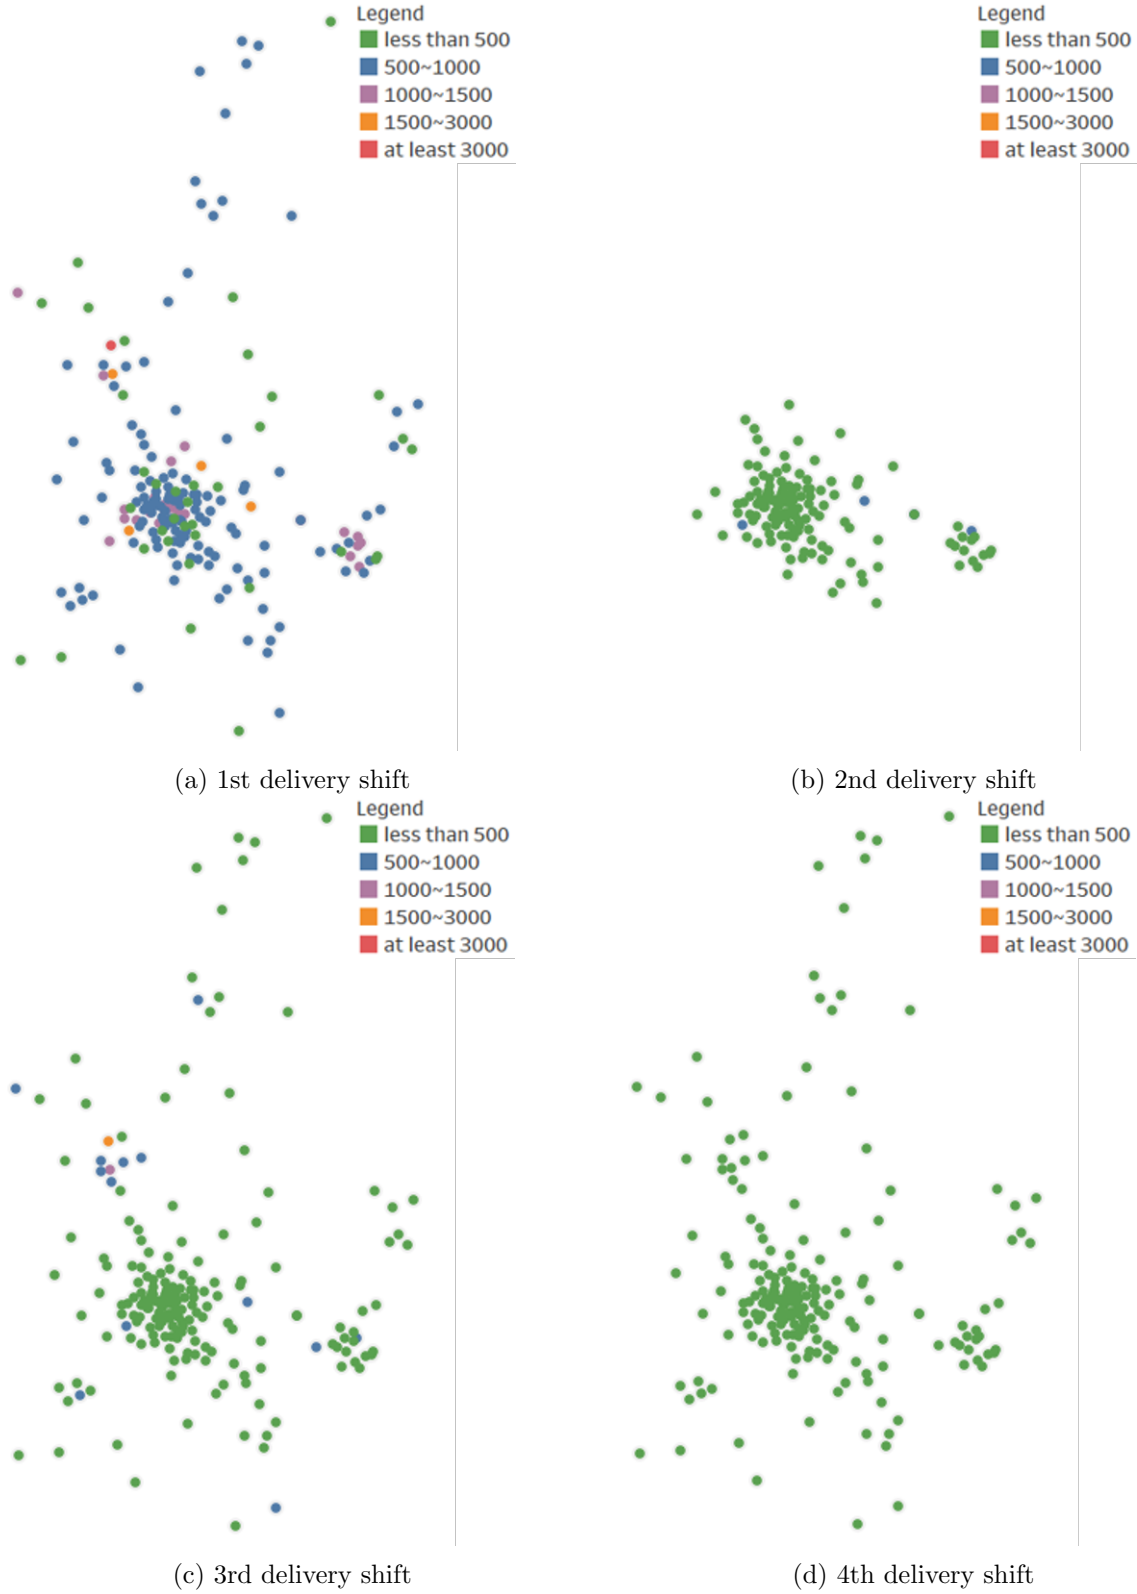 Legend
less than 500
500~1000
1000~1500
1500~3000
at least 3000
(a) 1st delivery shift
Legend
less than 500
500~1000
1000~1500
1500~3000
at least 3000
(b) 2nd delivery shift
Legend
less than 500
500~1000
1000~1500
1500~3000
at least 3000
(c) 3rd delivery shift
Legend
less than 500
500~1000
1000~1500
1500~3000
at least 3000
(d) 4th delivery shift